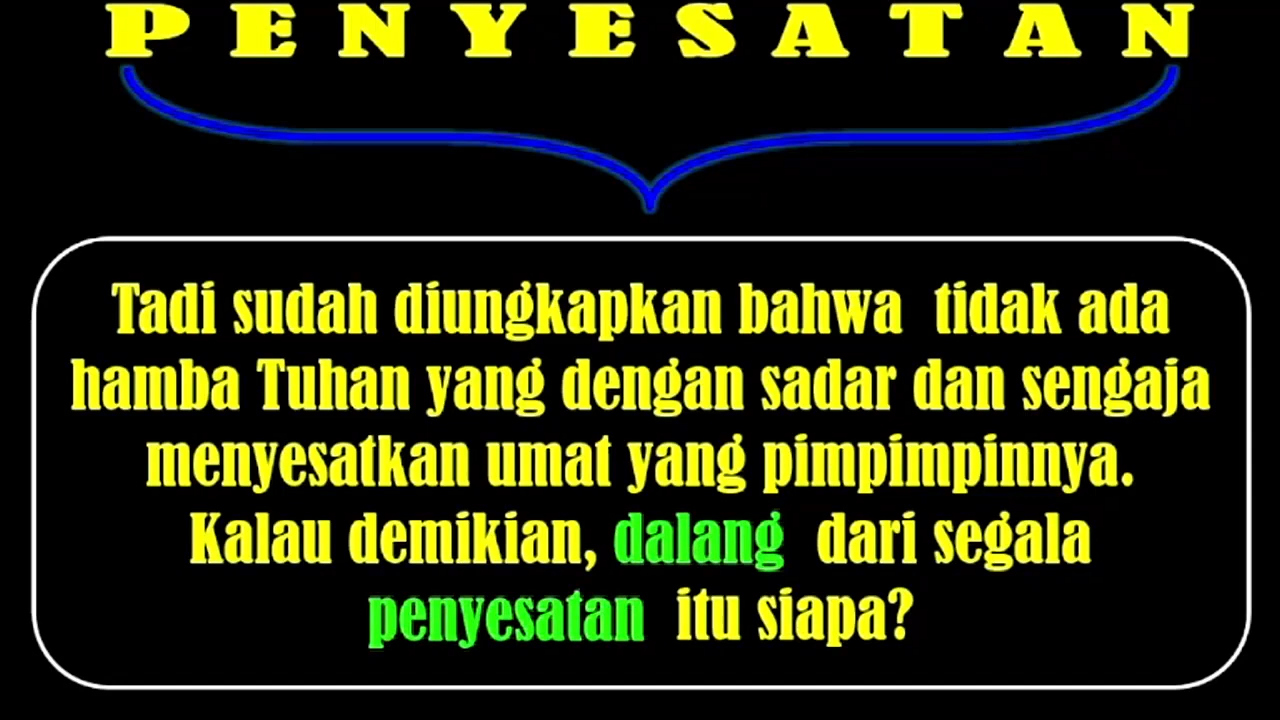 PENYESATAN
Tadi sudah diungkapkan bahwa tidak ada
hamba Tuhan yang dengan sadar dan sengaja
menyesatkan umat yang pimpimpinnya.
Kalau demikian, dalang dari segala
penyesatan itu siapa?